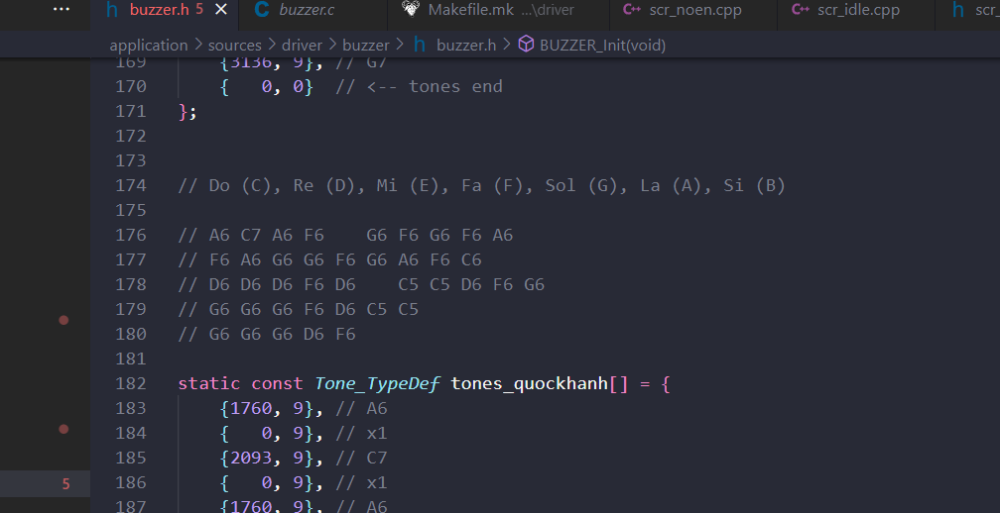 ... buzzer.h 5 X buzzer.c Makefile.mk ...\driver scr_noen.cpp scr_idle.cpp scr_
application > sources > driver > buzzer > h buzzer.h > BUZZER_Init(void)
169 {3136, 9}, // G7
170 {   0, 0}  // <-- tones end
171 };
172
173
174 // Do (C), Re (D), Mi (E), Fa (F), Sol (G), La (A), Si (B)
175
176 // A6 C7 A6 F6    G6 F6 G6 F6 A6
177 // F6 A6 G6 G6 F6 G6 A6 F6 C6
178 // D6 D6 D6 F6 D6    C5 C5 D6 F6 G6
179 // G6 G6 G6 F6 D6 C5 C5
180 // G6 G6 G6 D6 F6
181
182 static const Tone_TypeDef tones_quockhanh[] = {
183 {1760, 9}, // A6
184 {   0, 9}, // x1
185 {2093, 9}, // C7
5 186 {   0, 9}, // x1
187 {1760, 9}, // A6